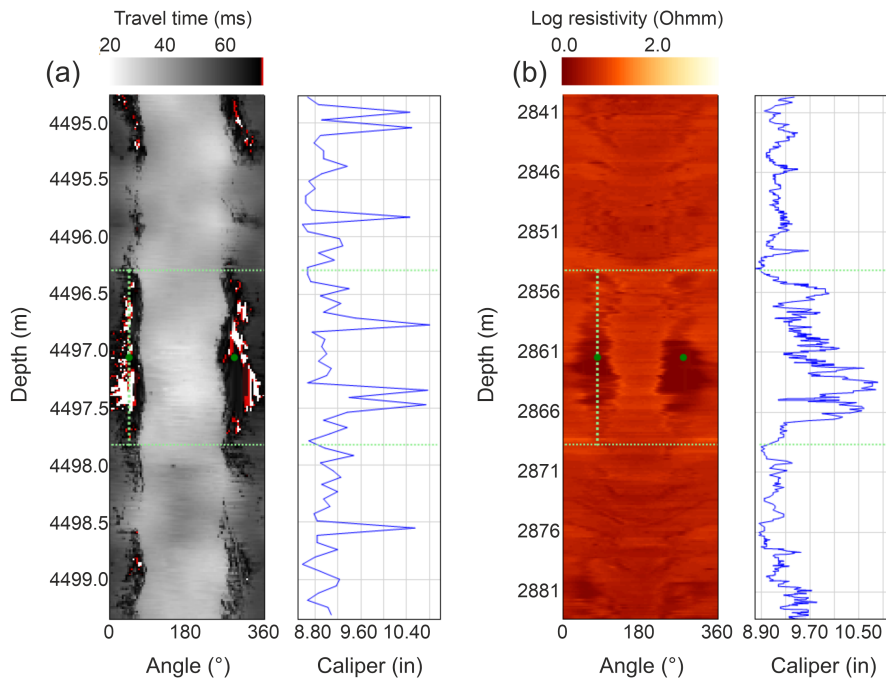 Travel time (ms)
20 40 60
(a)
Log resistivity (Ohmm)
0.0 2.0
(b)
Depth (m)
4495.0
4495.5
4496.0
4496.5
4497.0
4497.5
4498.0
4498.5
4499.0
0 180 360
Angle (°)
8.80 9.60 10.40
Caliper (in)
Depth (m)
2841
2846
2851
2856
2861
2866
2871
2876
2881
0 180 360
Angle (°)
8.90 9.70 10.50
Caliper (in)